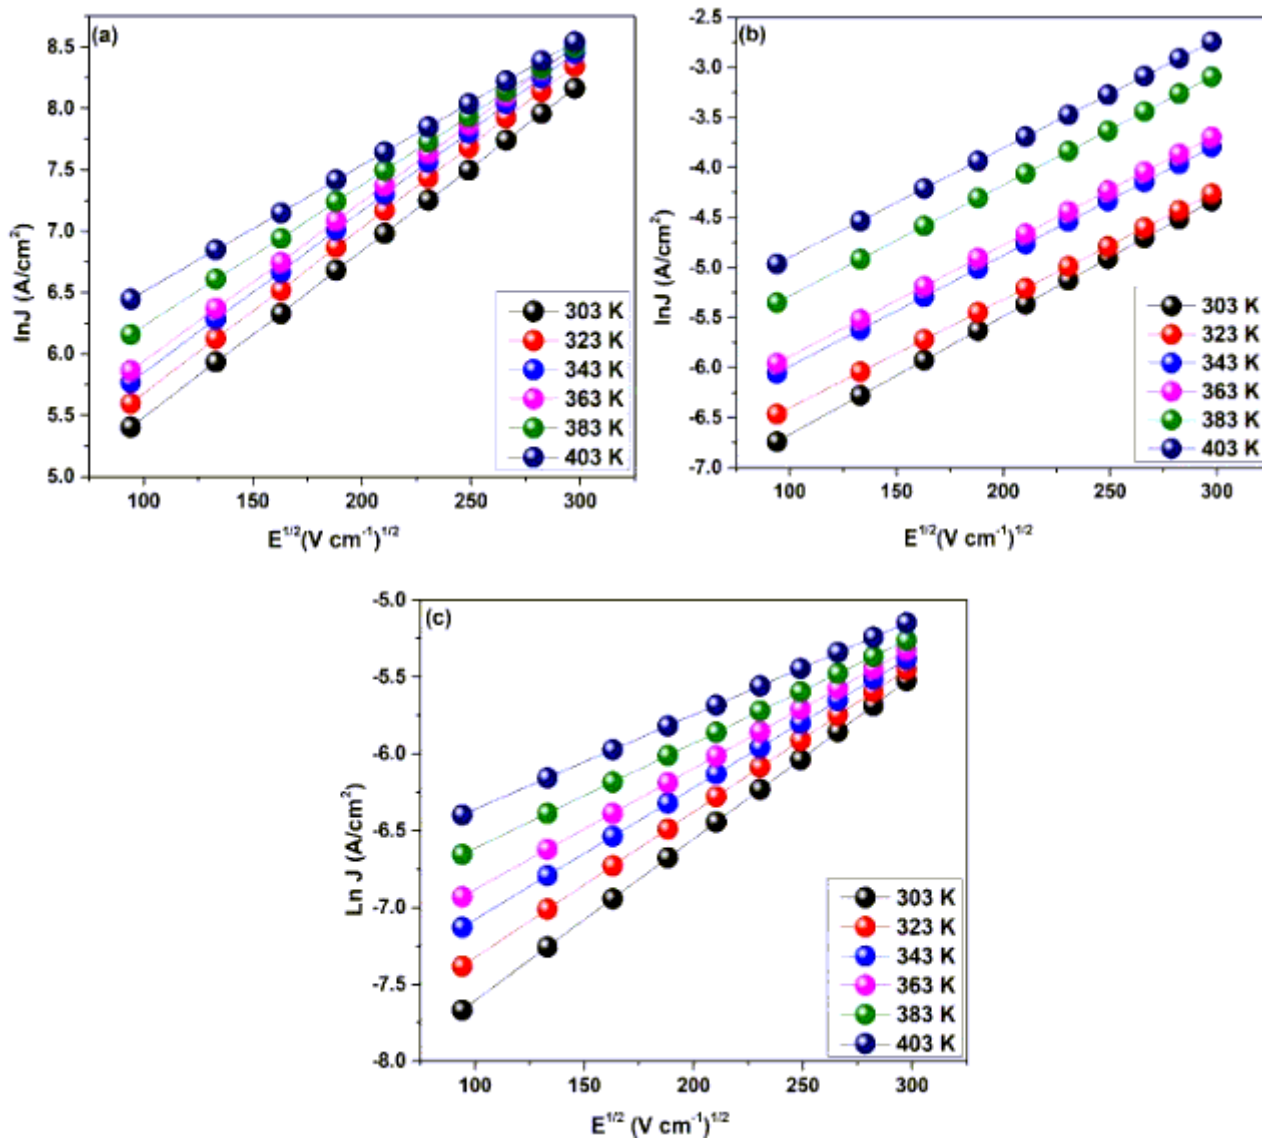 (a)
8.5
8.0
7.5
7.0
6.5
6.0
5.5
5.0
lnJ (A/cm²)
303 K
323 K
343 K
363 K
383 K
403 K
100 150 200 250 300
E^1/2(V cm⁻¹)^1/2
(b)
-2.5
-3.0
-3.5
-4.0
-4.5
-5.0
-5.5
-6.0
-6.5
-7.0
lnJ (A/cm²)
303 K
323 K
343 K
363 K
383 K
403 K
100 150 200 250 300
E^1/2(V cm⁻¹)^1/2
(c)
-5.0
-5.5
-6.0
-6.5
-7.0
-7.5
-8.0
Ln J (A/cm²)
303 K
323 K
343 K
363 K
383 K
403 K
100 150 200 250 300
E^1/2 (V cm⁻¹)^1/2